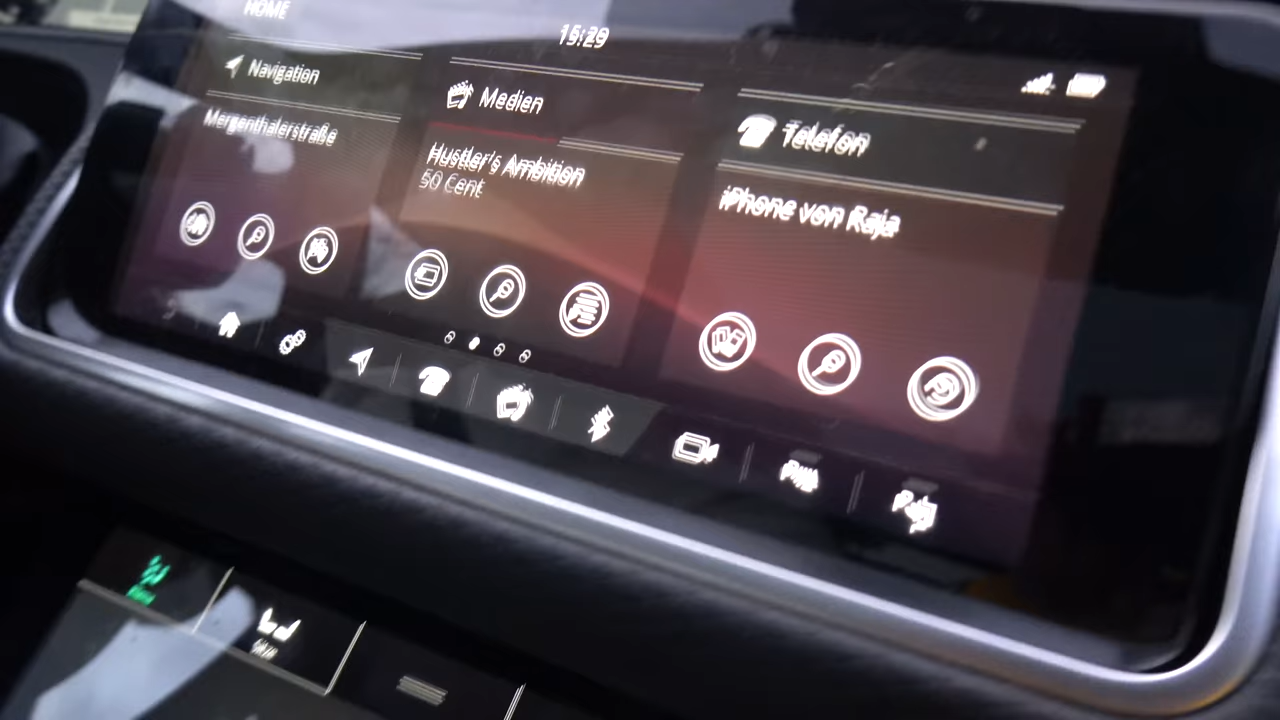 HOME
15:29
Navigation
Medien
Telefon
Mergenthalerstraße
Hustler's Ambition
50 Cent
iPhone von Raja